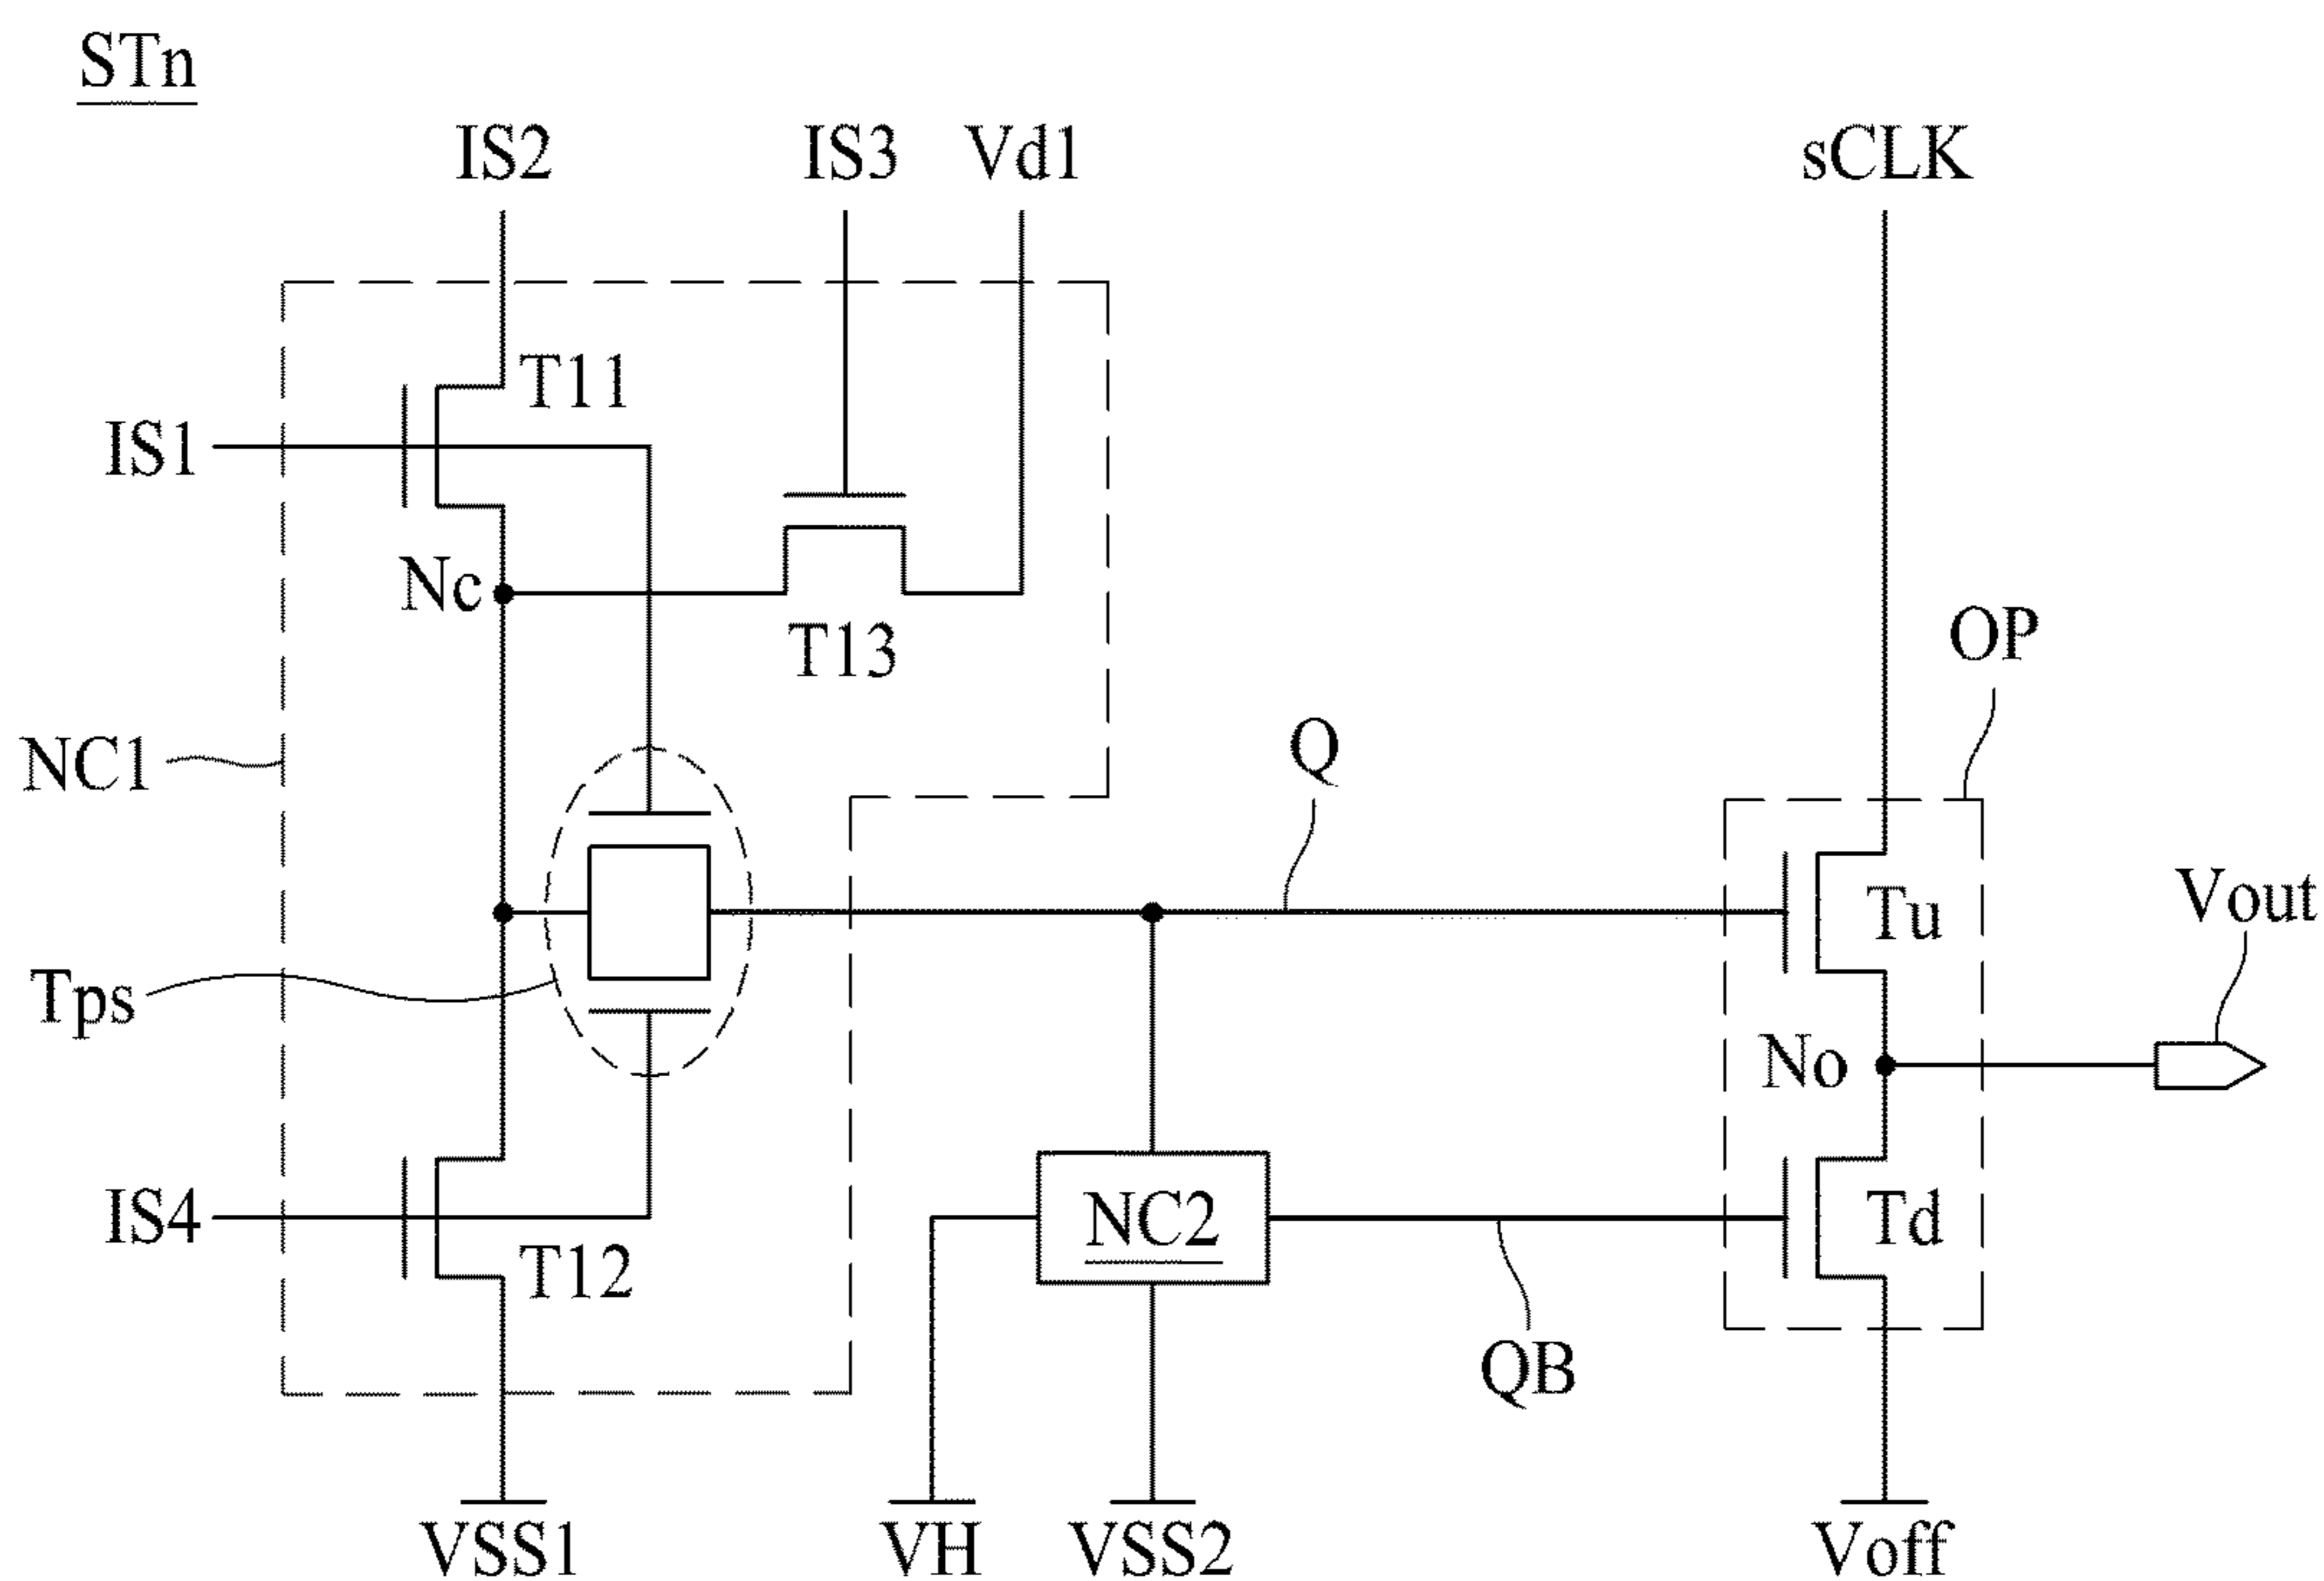 STn
IS2
IS3
Vd1
sCLK
T11
IS1
Nc
T13
OP
NC1
Q
Tu
Vout
Tps
No
IS4
NC2
Td
T12
QB
VSS1
VH
VSS2
Voff